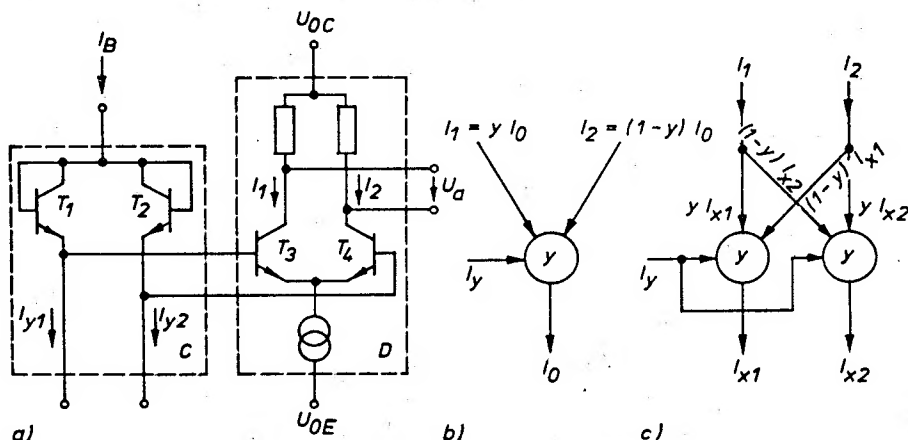 I_B
U_0C
T_1
T_2
I_y1
I_y2
C
I_1
I_2
U_a
T_3
T_4
D
U_0E
a)
I_1 = y I_0
I_2 = (1-y) I_0
I_y
y
I_0
b)
I_1
I_2
(1-y) I_x2
(1-y) I_x1
y I_x1
y I_x2
I_y
y
y
I_x1
I_x2
c)